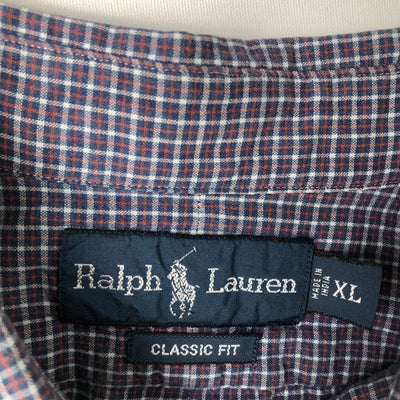 Ralph Lauren
MADE IN
INDIA
XL
CLASSIC FIT